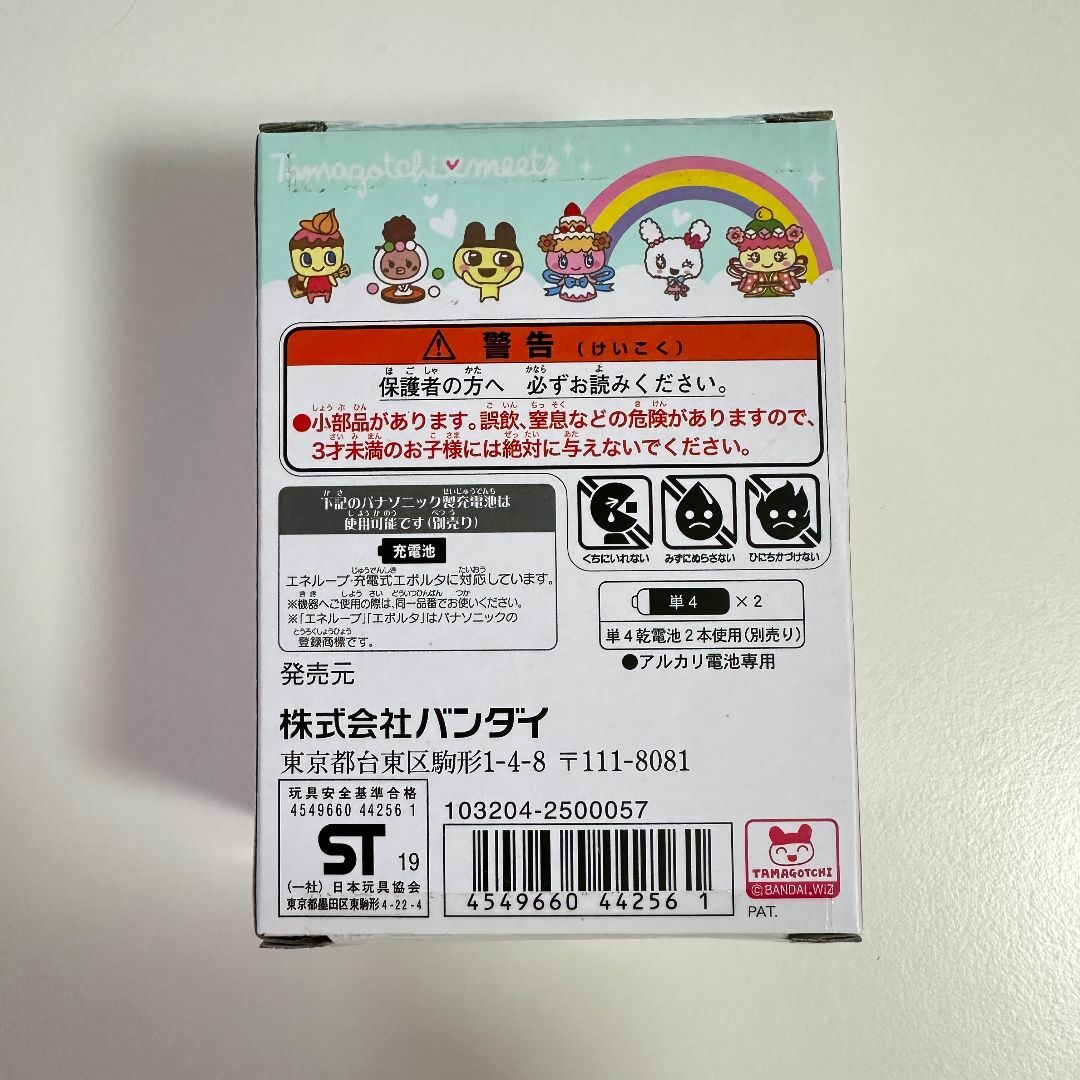 Tamagotchi meets
警告 (けいこく)
保護者の方へ 必ずお読みください。
●小部品があります。誤飲、窒息などの危険がありますので、
3才未満のお子様には絶対に与えないでください。
下記のパナソニック製充電池は
使用可能です(別売り)
充電池
エネループ・充電式エボルタに対応しています。
※機器へご使用の際は、同一品番でお使いください。
※「エネループ」「エボルタ」はパナソニックの
登録商標です。
くちにいれない みずにぬらさない ひにちかづけない
単4 ×2
単4乾電池2本使用(別売り)
●アルカリ電池専用
発売元
株式会社バンダイ
東京都台東区駒形1-4-8 〒111-8081
玩具安全基準合格
4549660 44256 1
ST 19
(一社)日本玩具協会
東京都墨田区東駒形4-22-4
103204-2500057
4549660 442561
TAMAGOTCHI
©BANDAI,WiZ
PAT.